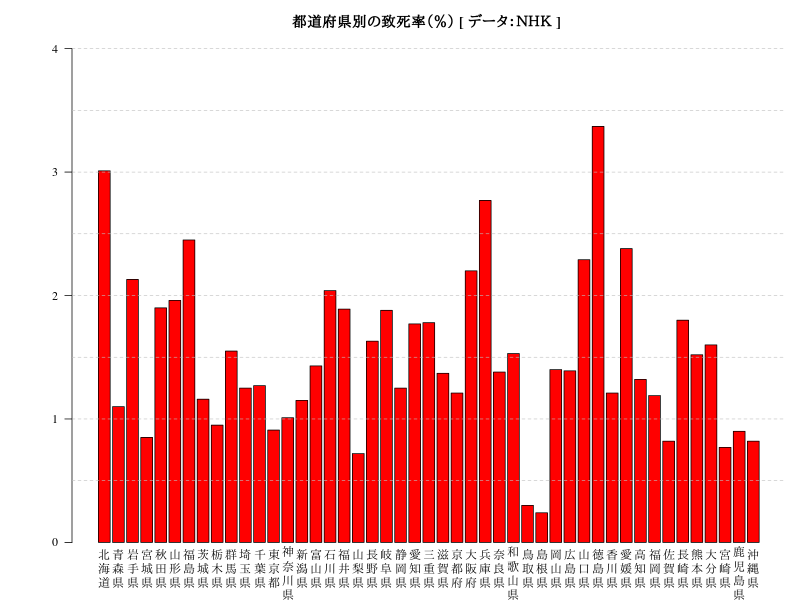 都道府県別の致死率(%) [ データ:NHK ]
4
3
2
1
0
北海道
青森県
岩手県
宮城県
秋田県
山形県
福島県
茨城県
栃木県
群馬県
埼玉県
千葉県
東京都
神奈川県
新潟県
富山県
石川県
福井県
山梨県
長野県
岐阜県
静岡県
愛知県
三重県
滋賀県
京都府
大阪府
兵庫県
奈良県
和歌山県
鳥取県
島根県
岡山県
広島県
山口県
徳島県
香川県
愛媛県
高知県
福岡県
佐賀県
長崎県
熊本県
大分県
宮崎県
鹿児島県
沖縄県